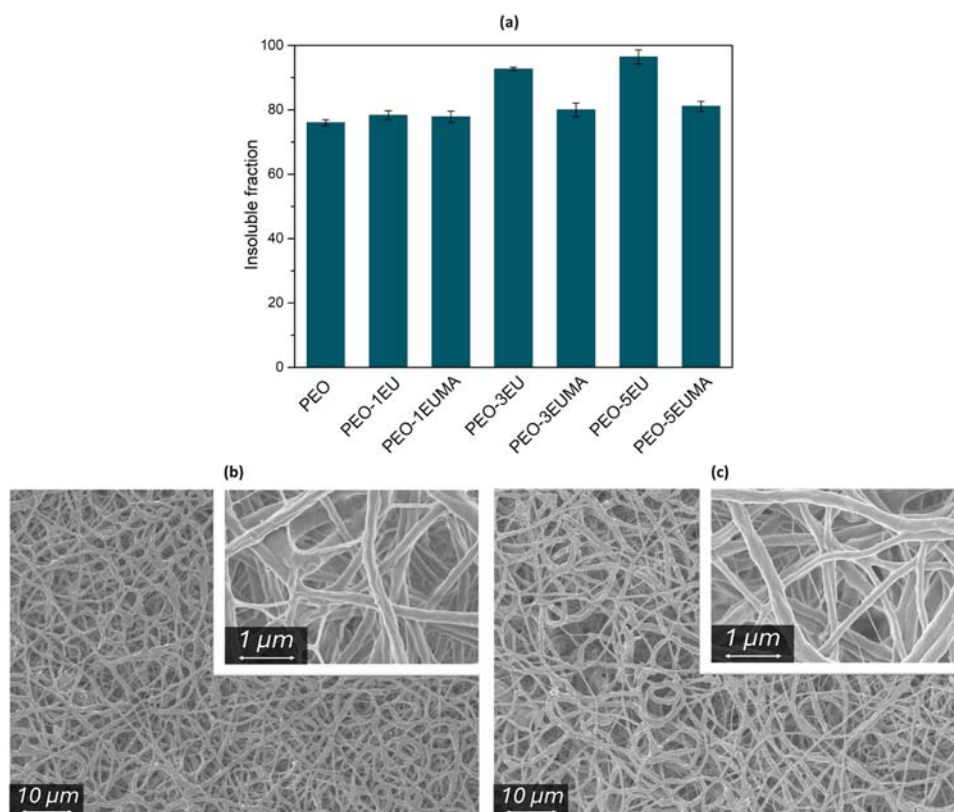 (a)
100
80
60
40
20
0
Insoluble fraction
PEO
PEO-1EU
PEO-1EUMA
PEO-3EU
PEO-3EUMA
PEO-5EU
PEO-5EUMA
(b)
(c)
1 µm
1 µm
10 µm
10 µm